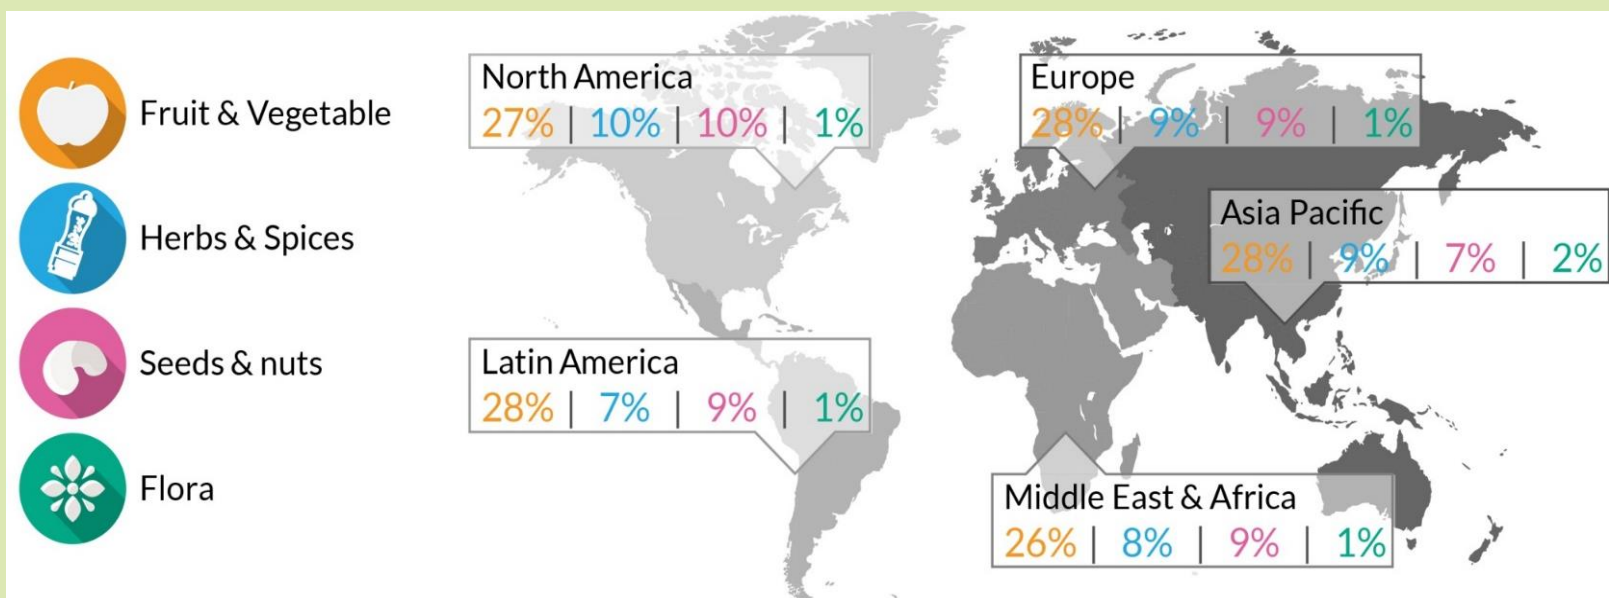 Fruit & Vegetable
Herbs & Spices
Seeds & nuts
Flora
North America
27% | 10% | 10% | 1%
Europe
28% | 9% | 9% | 1%
Asia Pacific
28% | 9% | 7% | 2%
Latin America
28% | 7% | 9% | 1%
Middle East & Africa
26% | 8% | 9% | 1%